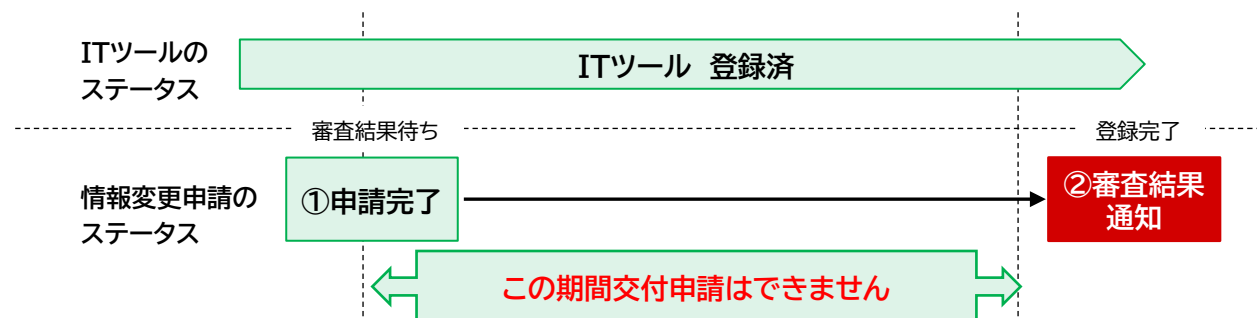 ITツールの
ステータス
ITツール 登録済
審査結果待ち
登録完了
情報変更申請の
ステータス
①申請完了
②審査結果
通知
この期間交付申請はできません